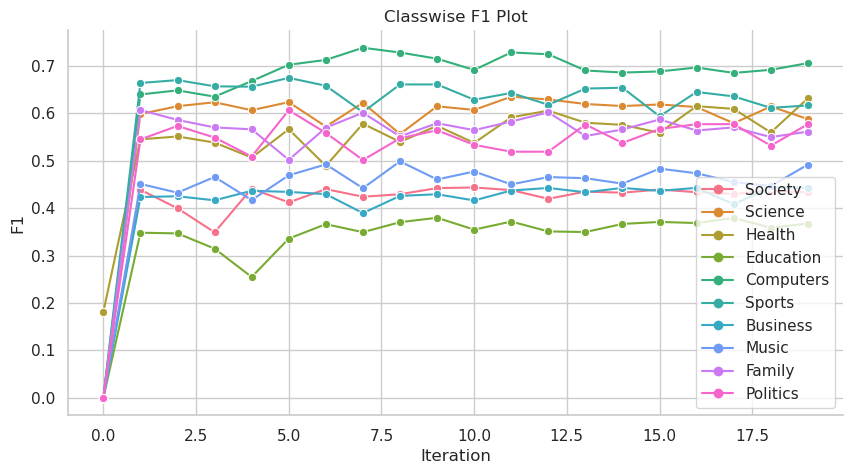 Classwise F1 Plot
F1
0.7
0.6
0.5
0.4
0.3
0.2
0.1
0.0
0.0 2.5 5.0 7.5 10.0 12.5 15.0 17.5
Iteration
Society
Science
Health
Education
Computers
Sports
Business
Music
Family
Politics